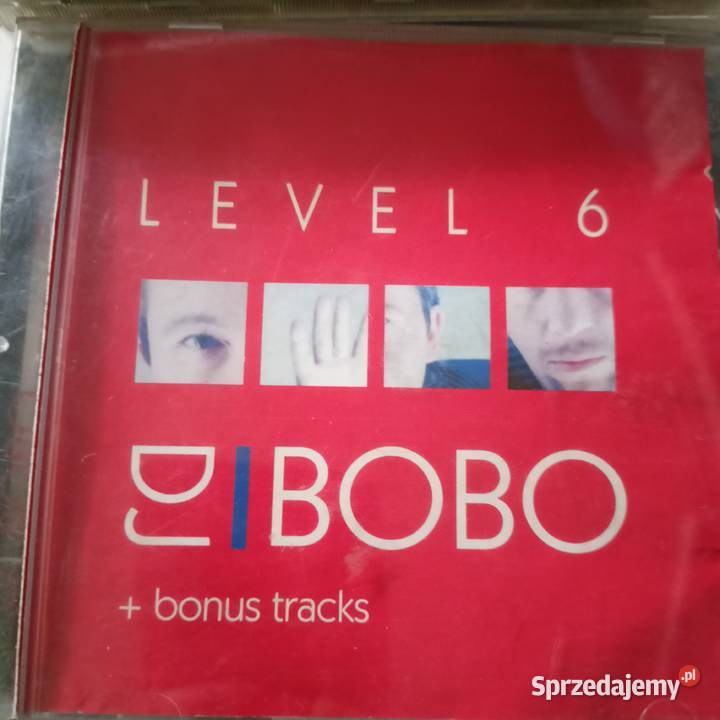 LEVEL 6
DJ BOBO
+ bonus tracks
Sprzedajemy.pl